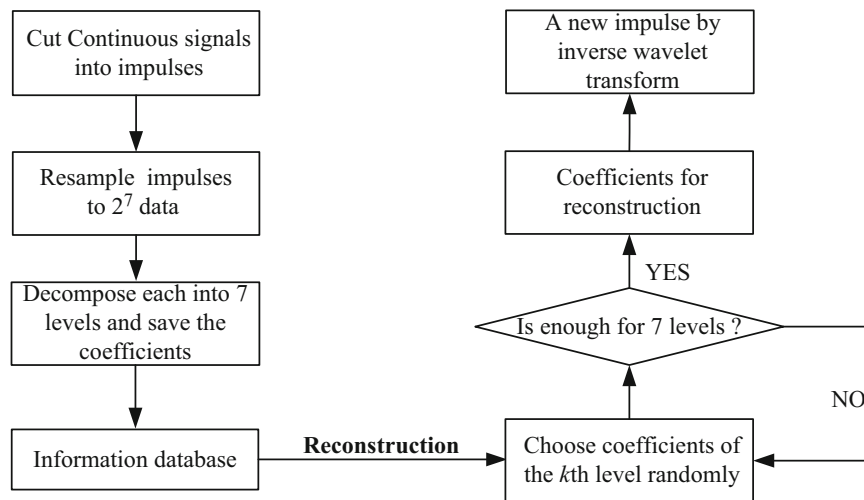 Cut Continuous signals
into impulses
Resample impulses
to 2⁷ data
Decompose each into 7
levels and save the
coefficients
Information database
Reconstruction
Choose coefficients of
the kth level randomly
Is enough for 7 levels ?
NO
YES
Coefficients for
reconstruction
A new impulse by
inverse wavelet
transform